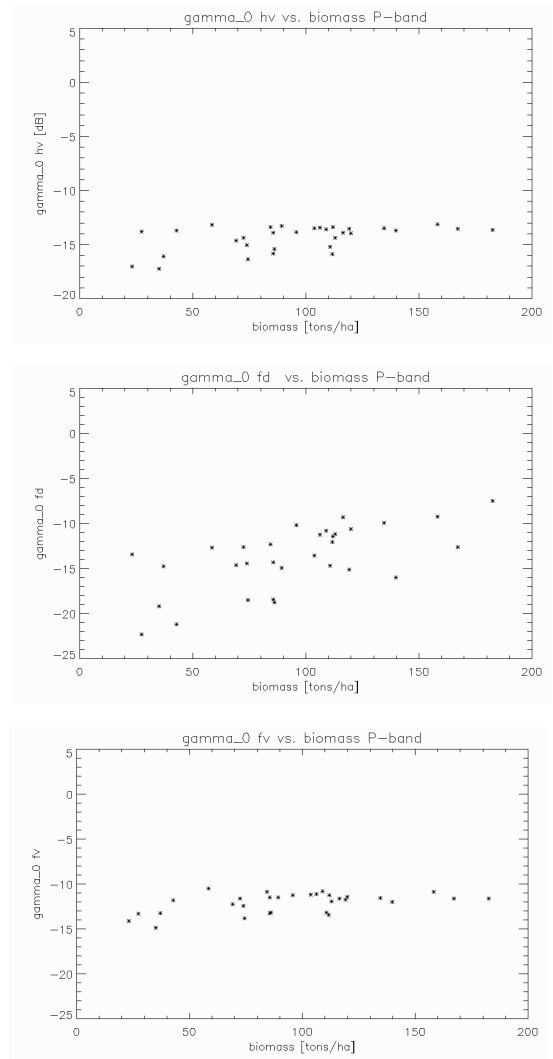 gamma_0 hv vs. biomass P-band
5
0
-5
-10
-15
-20
gamma_0 hv [dB]
0 50 100 150 200
biomass [tons/ha]
gamma_0 fd vs. biomass P-band
5
0
-5
-10
-15
-20
-25
gamma_0 fd
0 50 100 150 200
biomass [tons/ha]
gamma_0 fv vs. biomass P-band
5
0
-5
-10
-15
-20
-25
gamma_0 fv
0 50 100 150 200
biomass [tons/ha]